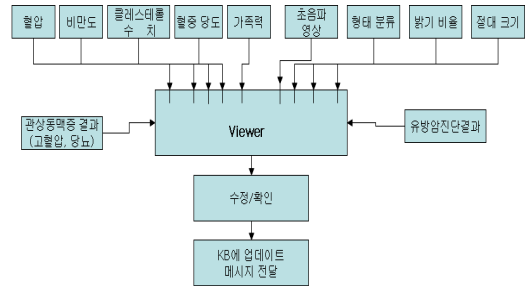 혈압
비만도
콜레스테롤
수 치
혈중 당도
가족력
초음파
영상
형태 분류
밝기 비율
절대 크기
관상동맥중 결과
(고혈압, 당뇨)
Viewer
유방암진단결과
수정/확인
KB에 업데이트
메시지 전달